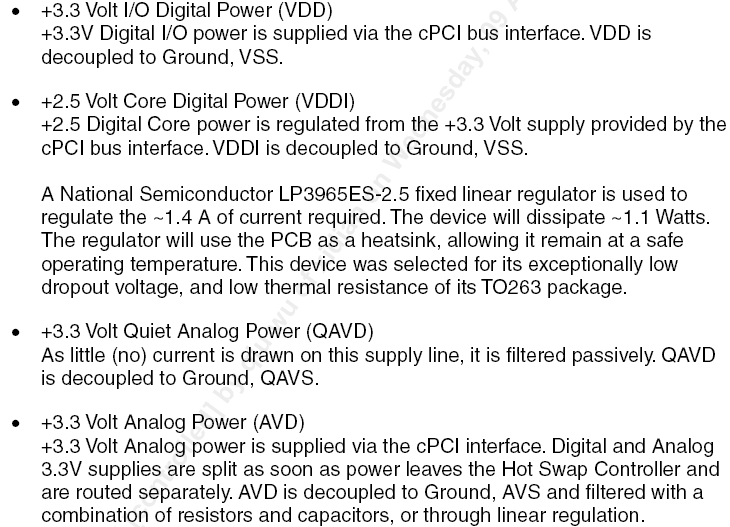 • +3.3 Volt I/O Digital Power (VDD)
+3.3V Digital I/O power is supplied via the cPCI bus interface. VDD is
decoupled to Ground, VSS.
• +2.5 Volt Core Digital Power (VDDI)
+2.5 Digital Core power is regulated from the +3.3 Volt supply provided by the
cPCI bus interface. VDDI is decoupled to Ground, VSS.
A National Semiconductor LP3965ES-2.5 fixed linear regulator is used to
regulate the ~1.4 A of current required. The device will dissipate ~1.1 Watts.
The regulator will use the PCB as a heatsink, allowing it remain at a safe
operating temperature. This device was selected for its exceptionally low
dropout voltage, and low thermal resistance of its TO263 package.
• +3.3 Volt Quiet Analog Power (QAVD)
As little (no) current is drawn on this supply line, it is filtered passively. QAVD
is decoupled to Ground, QAVS.
• +3.3 Volt Analog Power (AVD)
+3.3 Volt Analog power is supplied via the cPCI interface. Digital and Analog
3.3V supplies are split as soon as power leaves the Hot Swap Controller and
are routed separately. AVD is decoupled to Ground, AVS and filtered with a
combination of resistors and capacitors, or through linear regulation.